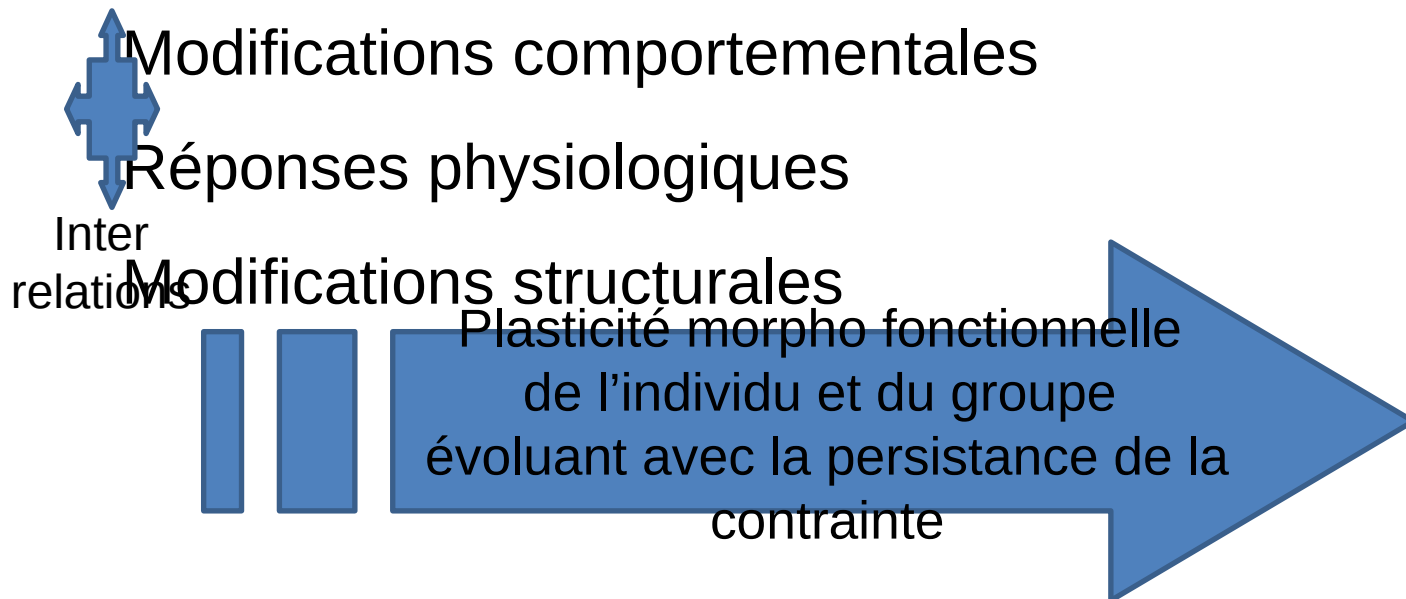 Modifications comportementales
Réponses physiologiques
Inter
relations
Modifications structurales
Plasticité morpho fonctionnelle
de l’individu et du groupe
évoluant avec la persistance de la
contrainte